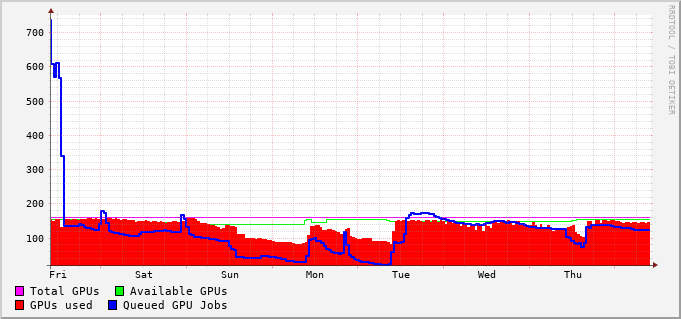 RRDTOOL / TOBI OETIKER
700
600
500
400
300
200
100
Fri Sat Sun Mon Tue Wed Thu
Total GPUs Available GPUs
GPUs used Queued GPU Jobs